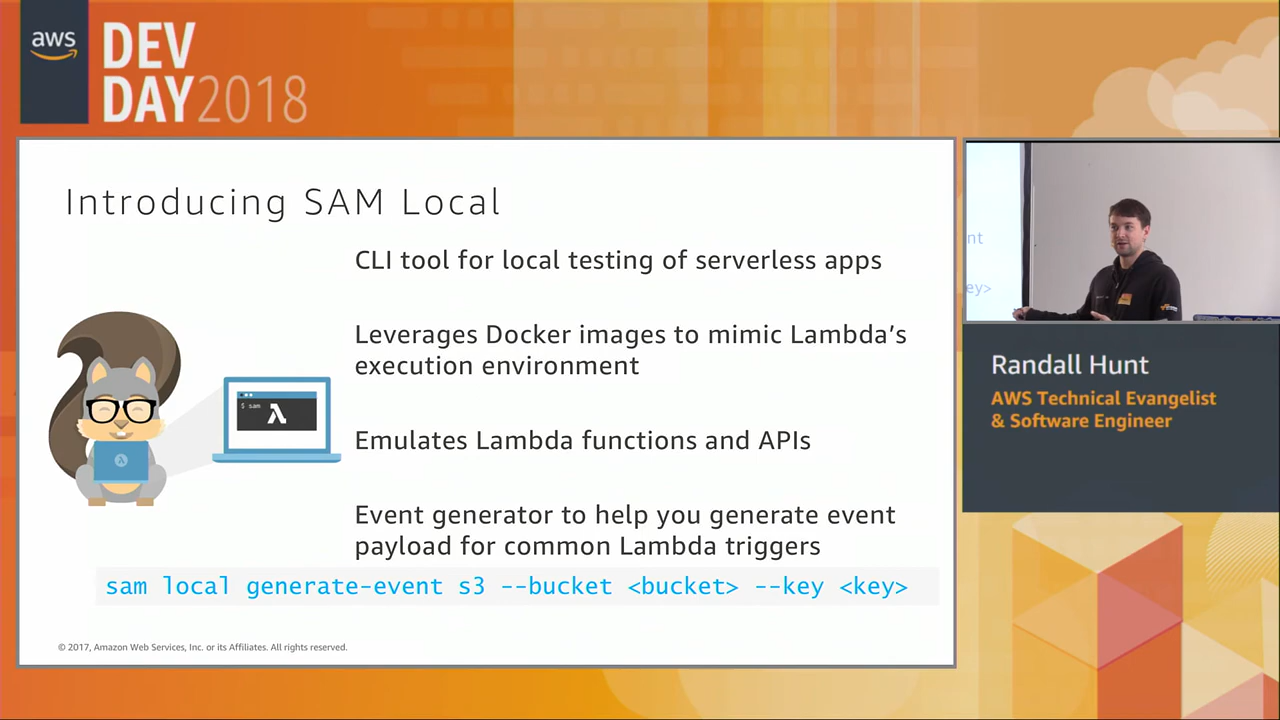 aws
DEV
DAY2018
Introducing SAM Local
CLI tool for local testing of serverless apps
Leverages Docker images to mimic Lambda’s
execution environment
$ sam
λ
λ
Emulates Lambda functions and APIs
Event generator to help you generate event
payload for common Lambda triggers
sam local generate-event s3 --bucket <bucket> --key <key>
© 2017, Amazon Web Services, Inc. or its Affiliates. All rights reserved.
nt
ey>
Randall Hunt
AWS Technical Evangelist
& Software Engineer